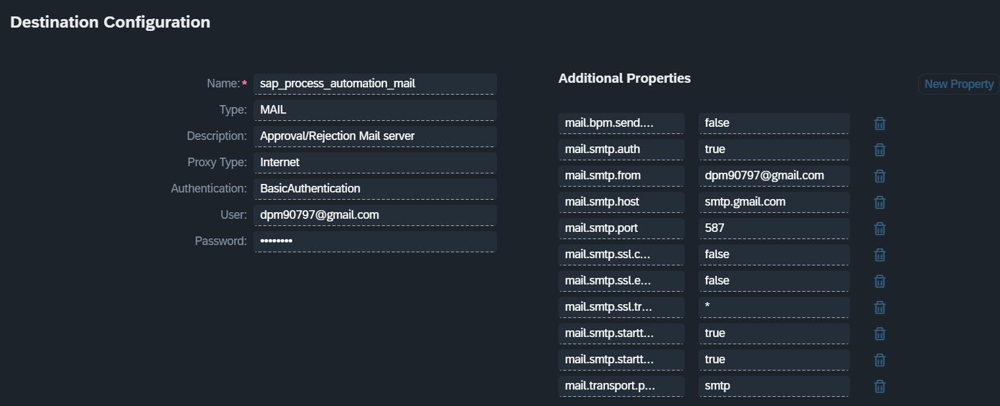 Destination Configuration
Name:* sap_process_automation_mail
Type: MAIL
Description: Approval/Rejection Mail server
Proxy Type: Internet
Authentication: BasicAuthentication
User: dpm90797@gmail.com
Password: ••••••••
Additional Properties
New Property
mail.bpm.send.... false
mail.smtp.auth true
mail.smtp.from dpm90797@gmail.com
mail.smtp.host smtp.gmail.com
mail.smtp.port 587
mail.smtp.ssl.c... false
mail.smtp.ssl.e... false
mail.smtp.ssl.tr... *
mail.smtp.startt... true
mail.smtp.startt... true
mail.transport.p... smtp